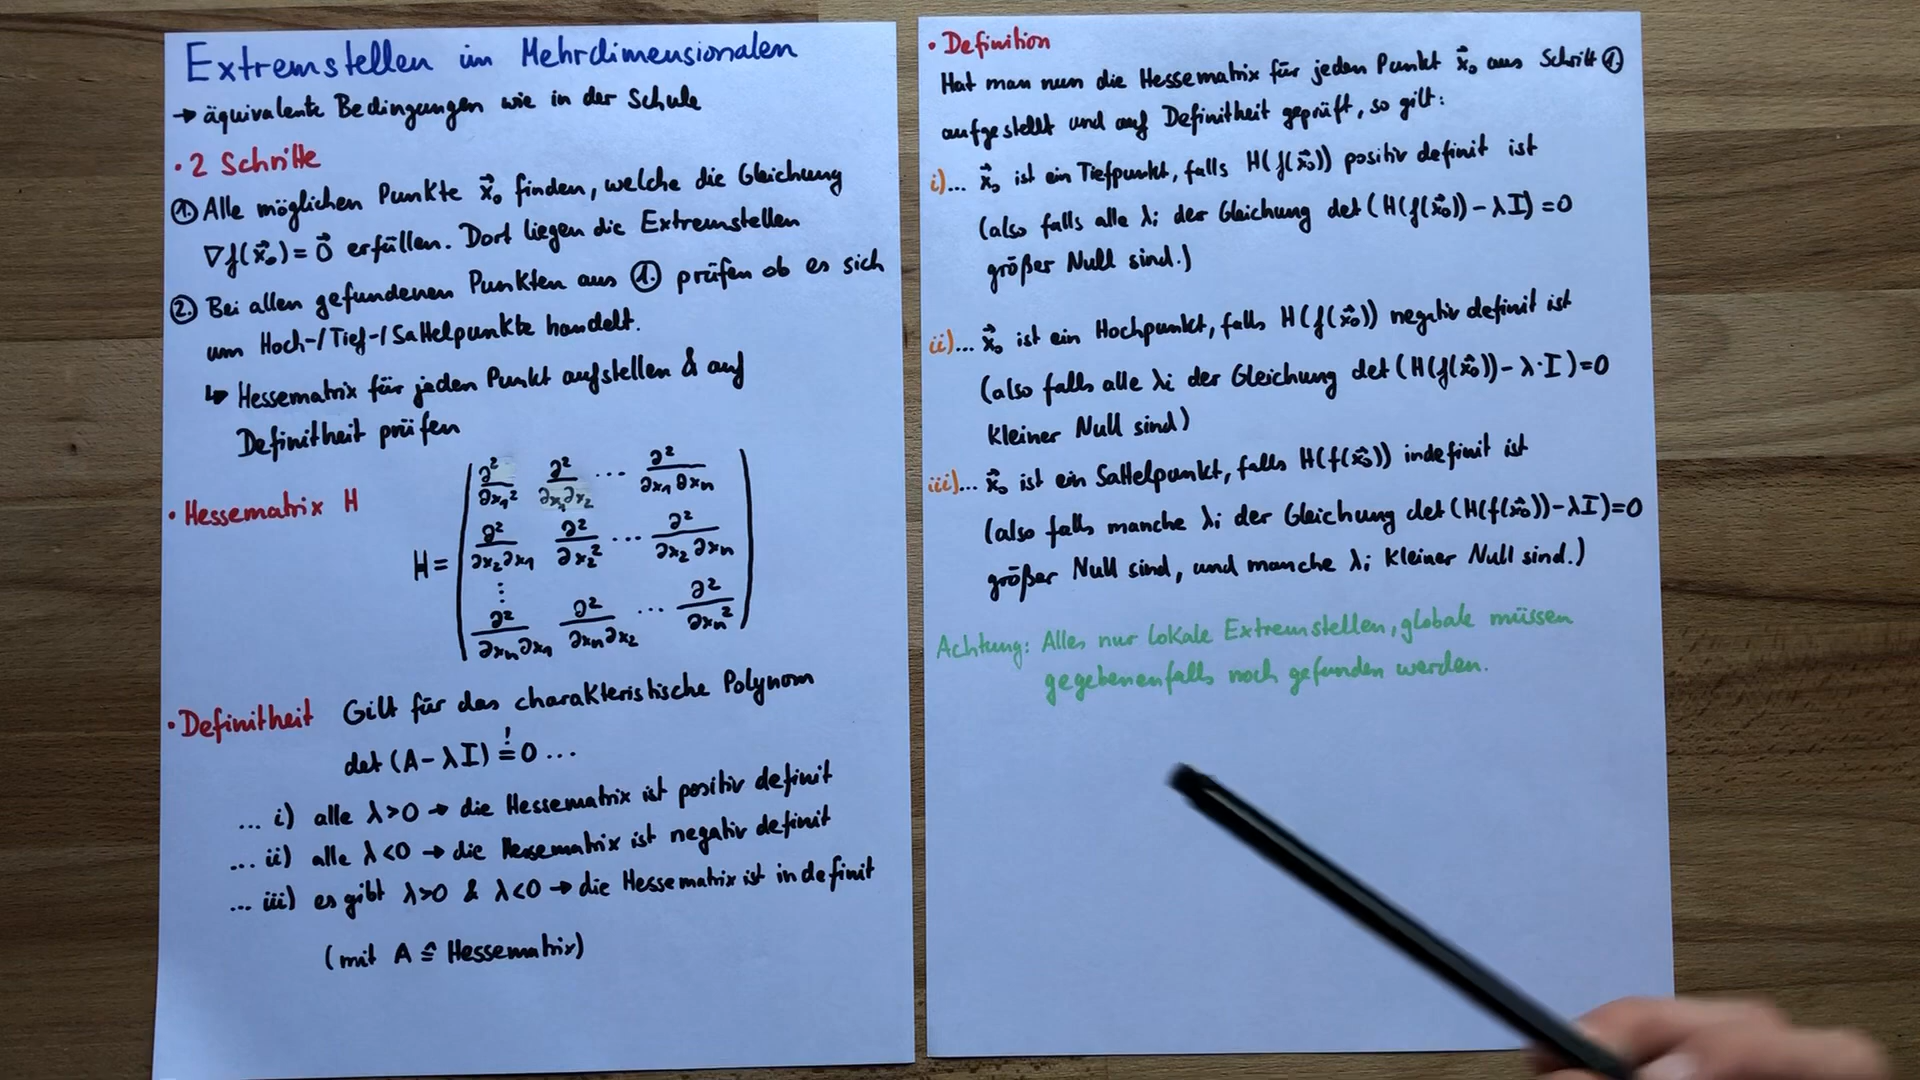 Extremstellen im Mehrdimensionalen
→ äquivalente Bedingungen wie in der Schule
• 2 Schritte
①. Alle möglichen Punkte x⃗₀ finden, welche die Gleichung
∇f(x⃗₀) = 0⃗ erfüllen. Dort liegen die Extremstellen
②. Bei allen gefundenen Punkten aus ①. prüfen ob es sich
um Hoch-/Tief-/Sattelpunkte handelt.
↳ Hessematrix für jeden Punkt aufstellen & auf
Definitheit prüfen
• Hessematrix H
H = ( ∂²/∂x₁² ∂²/∂x₁∂x₂ ... ∂²/∂x₁∂xₙ
∂²/∂x₂∂x₁ ∂²/∂x₂² ... ∂²/∂x₂∂xₙ
⋮
∂²/∂xₙ∂x₁ ∂²/∂xₙ∂x₂ ... ∂²/∂xₙ² )
• Definitheit Gilt für das charakteristische Polynom
det (A - λI) =! 0 ...
... i) alle λ>0 → die Hessematrix ist positiv definit
... ii) alle λ<0 → die Hessematrix ist negativ definit
... iii) es gibt λ>0 & λ<0 → die Hessematrix ist indefinit
(mit A ≙ Hessematrix)
• Definition
Hat man nun die Hessematrix für jeden Punkt x⃗₀ aus Schritt ①.
aufgestellt und auf Definitheit geprüft, so gilt:
i)... x⃗₀ ist ein Tiefpunkt, falls H(f(x⃗₀)) positiv definit ist
(also falls alle λi der Gleichung det (H(f(x⃗₀)) - λI) = 0
größer Null sind.)
ii)... x⃗₀ ist ein Hochpunkt, falls H(f(x⃗₀)) negativ definit ist
(also falls alle λi der Gleichung det (H(f(x⃗₀)) - λ·I) = 0
kleiner Null sind)
iii)... x⃗₀ ist ein Sattelpunkt, falls H(f(x⃗₀)) indefinit ist
(also falls manche λi der Gleichung det (H(f(x⃗₀)) - λI) = 0
größer Null sind, und manche λi kleiner Null sind.)
Achtung: Alles nur lokale Extremstellen, globale müssen
gegebenenfalls noch gefunden werden.